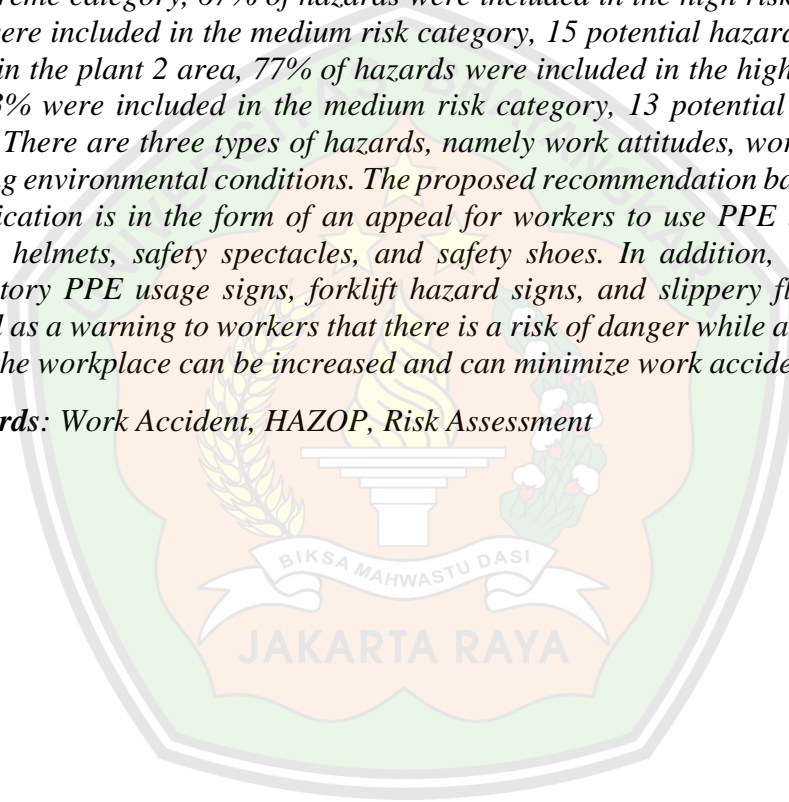 reme category, 67% of hazards were included in the high risk
ere included in the medium risk category, 15 potential hazard
in the plant 2 area, 77% of hazards were included in the high
3% were included in the medium risk category, 13 potential
There are three types of hazards, namely work attitudes, wor
g environmental conditions. The proposed recommendation ba
ication is in the form of an appeal for workers to use PPE
helmets, safety spectacles, and safety shoes. In addition,
tory PPE usage signs, forklift hazard signs, and slippery fl
l as a warning to workers that there is a risk of danger while a
he workplace can be increased and can minimize work accide
rds: Work Accident, HAZOP, Risk Assessment
UNIVERSITAS BHAYANGKARA
BIKSA MAHWASTU DASI
JAKARTA RAYA